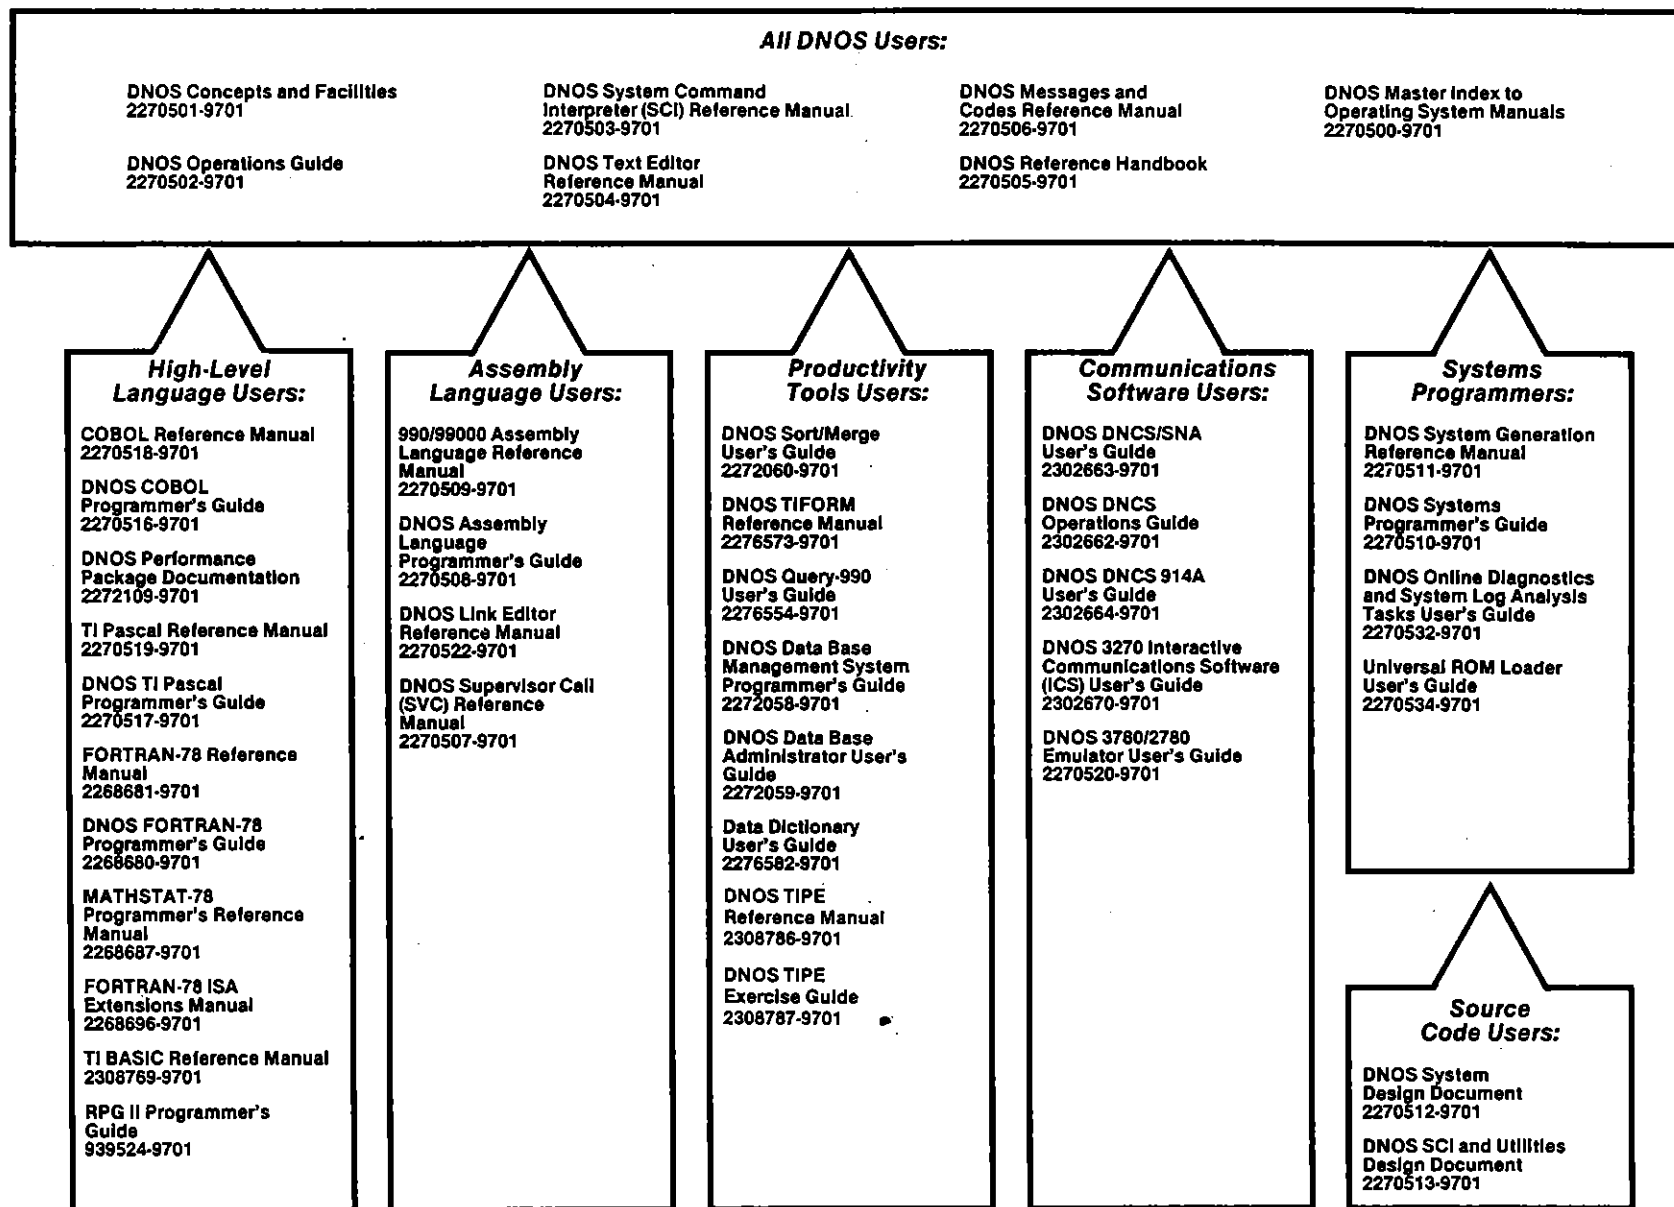 All DNOS Users:
DNOS Concepts and Facilities
2270501-9701
DNOS Operations Guide
2270502-9701
DNOS System Command
Interpreter (SCI) Reference Manual
2270503-9701
DNOS Text Editor
Reference Manual
2270504-9701
DNOS Messages and
Codes Reference Manual
2270506-9701
DNOS Reference Handbook
2270505-9701
DNOS Master Index to
Operating System Manuals
2270500-9701
High-Level
Language Users:
COBOL Reference Manual
2270518-9701
DNOS COBOL
Programmer's Guide
2270516-9701
DNOS Performance
Package Documentation
2272109-9701
TI Pascal Reference Manual
2270519-9701
DNOS TI Pascal
Programmer's Guide
2270517-9701
FORTRAN-78 Reference
Manual
2268681-9701
DNOS FORTRAN-78
Programmer's Guide
2268680-9701
MATHSTAT-78
Programmer's Reference
Manual
2268687-9701
FORTRAN-78 ISA
Extensions Manual
2268696-9701
TI BASIC Reference Manual
2308769-9701
RPG II Programmer's
Guide
939524-9701
Assembly
Language Users:
990/99000 Assembly
Language Reference
Manual
2270509-9701
DNOS Assembly
Language
Programmer's Guide
2270508-9701
DNOS Link Editor
Reference Manual
2270522-9701
DNOS Supervisor Call
(SVC) Reference
Manual
2270507-9701
Productivity
Tools Users:
DNOS Sort/Merge
User's Guide
2272060-9701
DNOS TIFORM
Reference Manual
2276573-9701
DNOS Query-990
User's Guide
2276554-9701
DNOS Data Base
Management System
Programmer's Guide
2272058-9701
DNOS Data Base
Administrator User's
Guide
2272059-9701
Data Dictionary
User's Guide
2276582-9701
DNOS TIPE
Reference Manual
2308786-9701
DNOS TIPE
Exercise Guide
2308787-9701
Communications
Software Users:
DNOS DNCS/SNA
User's Guide
2302663-9701
DNOS DNCS
Operations Guide
2302662-9701
DNOS DNCS 914A
User's Guide
2302664-9701
DNOS 3270 Interactive
Communications Software
(ICS) User's Guide
2302670-9701
DNOS 3780/2780
Emulator User's Guide
2270520-9701
Systems
Programmers:
DNOS System Generation
Reference Manual
2270511-9701
DNOS Systems
Programmer's Guide
2270510-9701
DNOS Online Diagnostics
and System Log Analysis
Tasks User's Guide
2270532-9701
Universal ROM Loader
User's Guide
2270534-9701
Source
Code Users:
DNOS System
Design Document
2270512-9701
DNOS SCI and Utilities
Design Document
2270513-9701